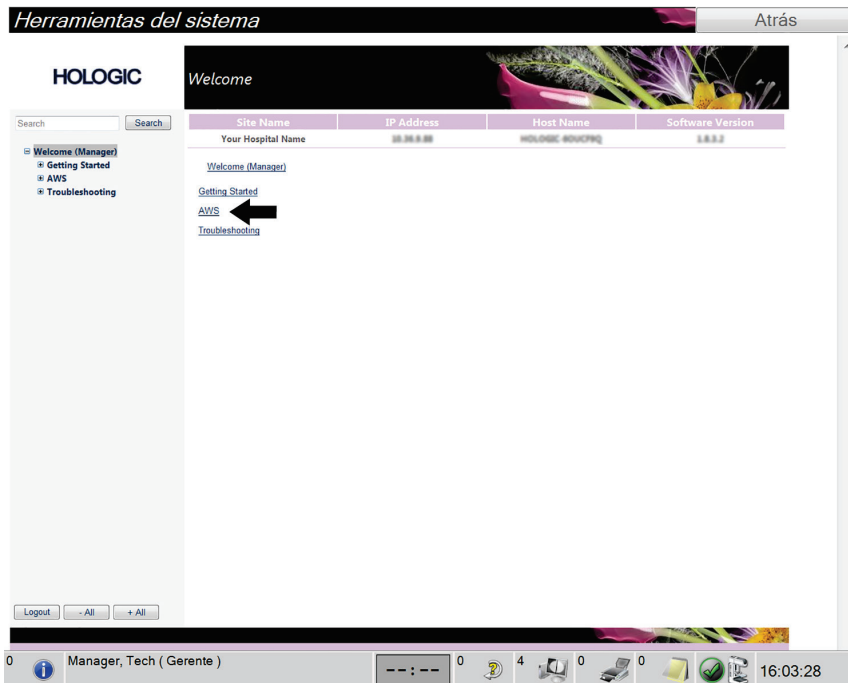 Herramientas del sistema
Atrás
HOLOGIC
Welcome
Search
Search
Site Name IP Address Host Name Software Version
Your Hospital Name
Welcome (Manager)
Getting Started
AWS
Troubleshooting
Welcome (Manager)
Getting Started
AWS
Troubleshooting
Logout - All + All
0 Manager, Tech ( Gerente ) --:-- 0 4 0 0 16:03:28